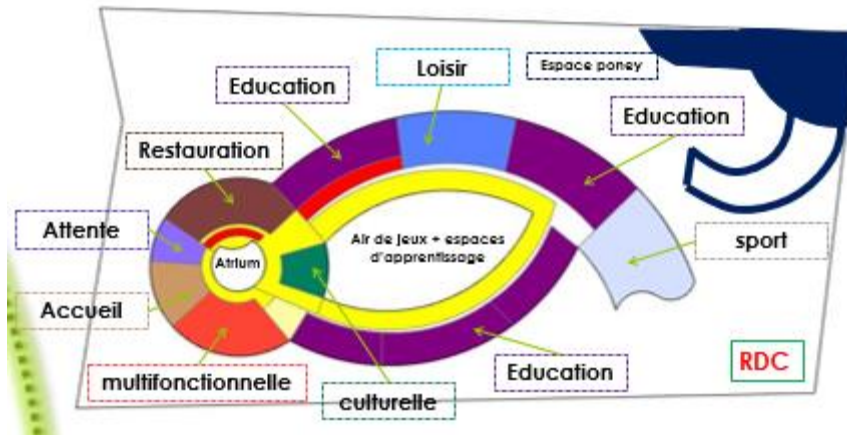 Loisir
Espace poney
Education
Education
Restauration
Attente
Air de jeux + espaces
d'apprentissage
sport
Atrium
Accueil
RDC
Education
multifonctionnelle
culturelle